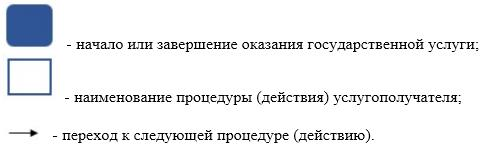 - начало или завершение оказания государственной услуги;
- наименование процедуры (действия) услугополучателя;
- переход к следующей процедуре (действию).